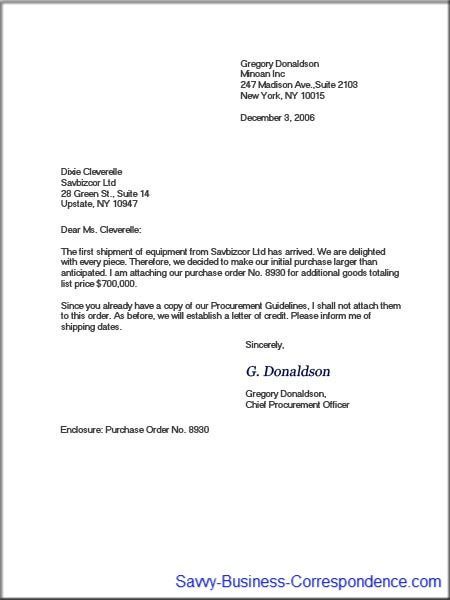 Gregory Donaldson
Minoan Inc
247 Madison Ave.,Suite 2103
New York, NY 10015
December 3, 2006
Dixie Cleverelle
Savbizcor Ltd
28 Green St., Suite 14
Upstate, NY 10947
Dear Ms. Cleverelle:
The first shipment of equipment from Savbizcor Ltd has arrived. We are delighted
with every piece. Therefore, we decided to make our initial purchase larger than
anticipated. I am attaching our purchase order No. 8930 for additional goods totaling
list price $700,000.
Since you already have a copy of our Procurement Guidelines, I shall not attach them
to this order. As before, we will establish a letter of credit. Please inform me of
shipping dates.
Sincerely,
G. Donaldson
Gregory Donaldson,
Chief Procurement Officer
Enclosure: Purchase Order No. 8930
Savvy-Business-Correspondence.com